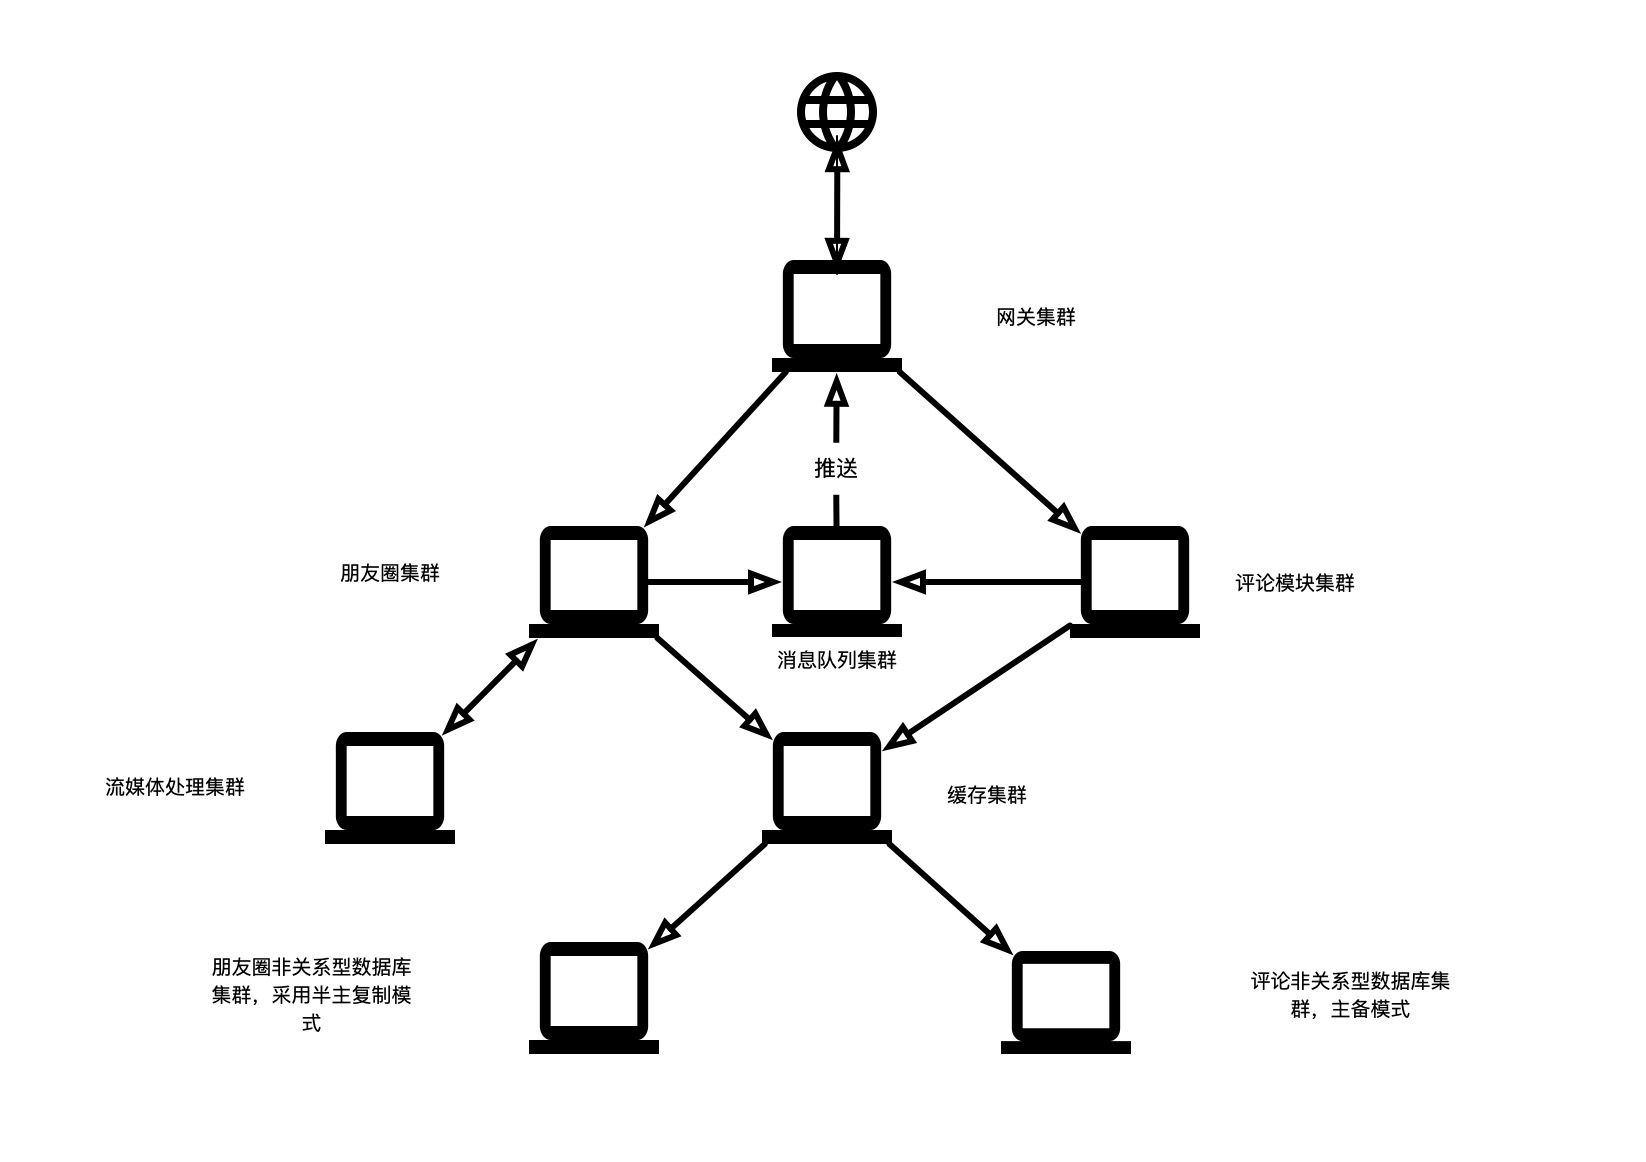 网关集群
推送
朋友圈集群
评论模块集群
消息队列集群
流媒体处理集群
缓存集群
朋友圈非关系型数据库
集群，采用半主复制模
式
评论非关系型数据库集
群，主备模式